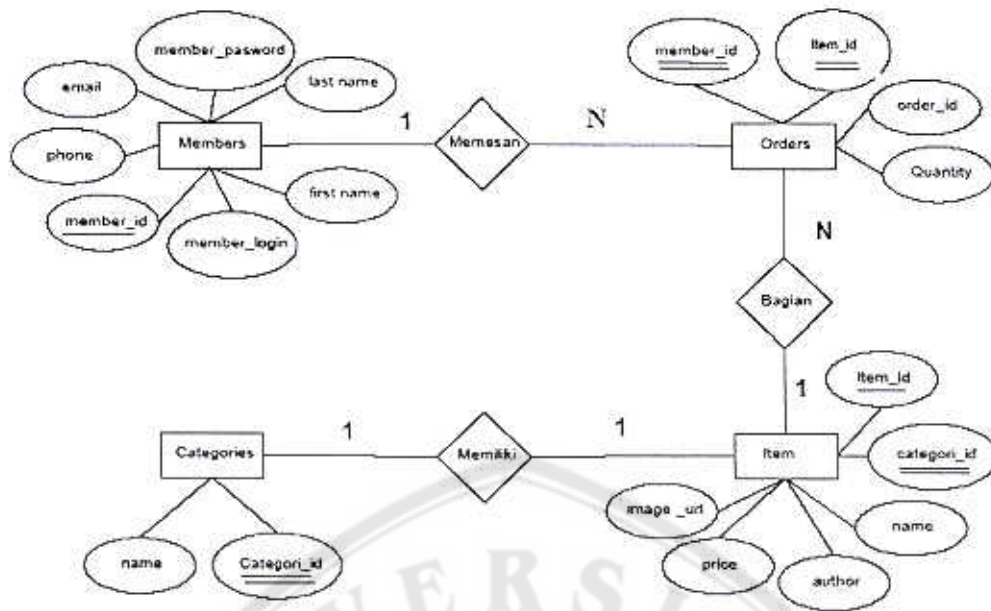 member_pasword
email
last name
Members
phone
first name
member_id
member_login
1
Memesan
N
member_id
Item_id
order_id
Orders
Quantity
N
Bagian
1
Item_id
Categories
1
Memiliki
1
Item
categori_id
image_url
name
price
author
name
Categori_id
VERSI